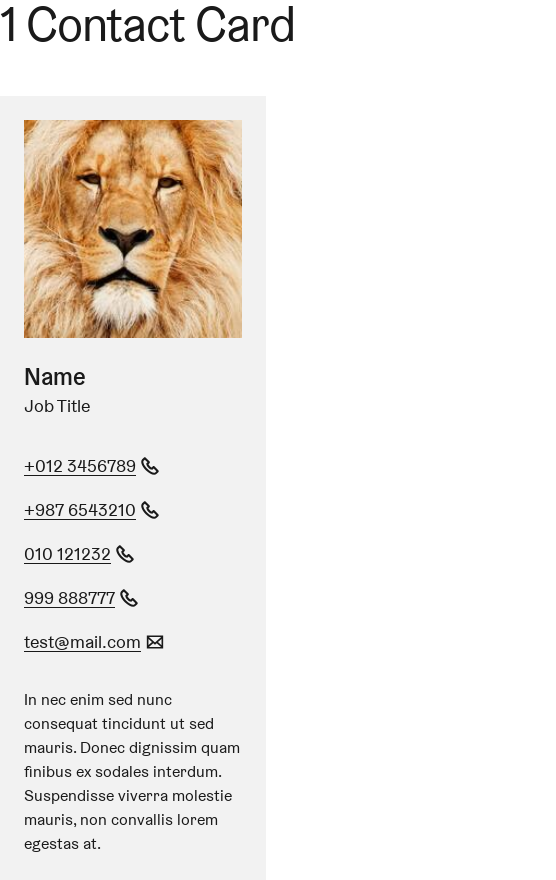 1 Contact Card
Name
Job Title
+012 3456789
+987 6543210
010 121232
999 888777
test@mail.com
In nec enim sed nunc
consequat tincidunt ut sed
mauris. Donec dignissim quam
finibus ex sodales interdum.
Suspendisse viverra molestie
mauris, non convallis lorem
egestas at.